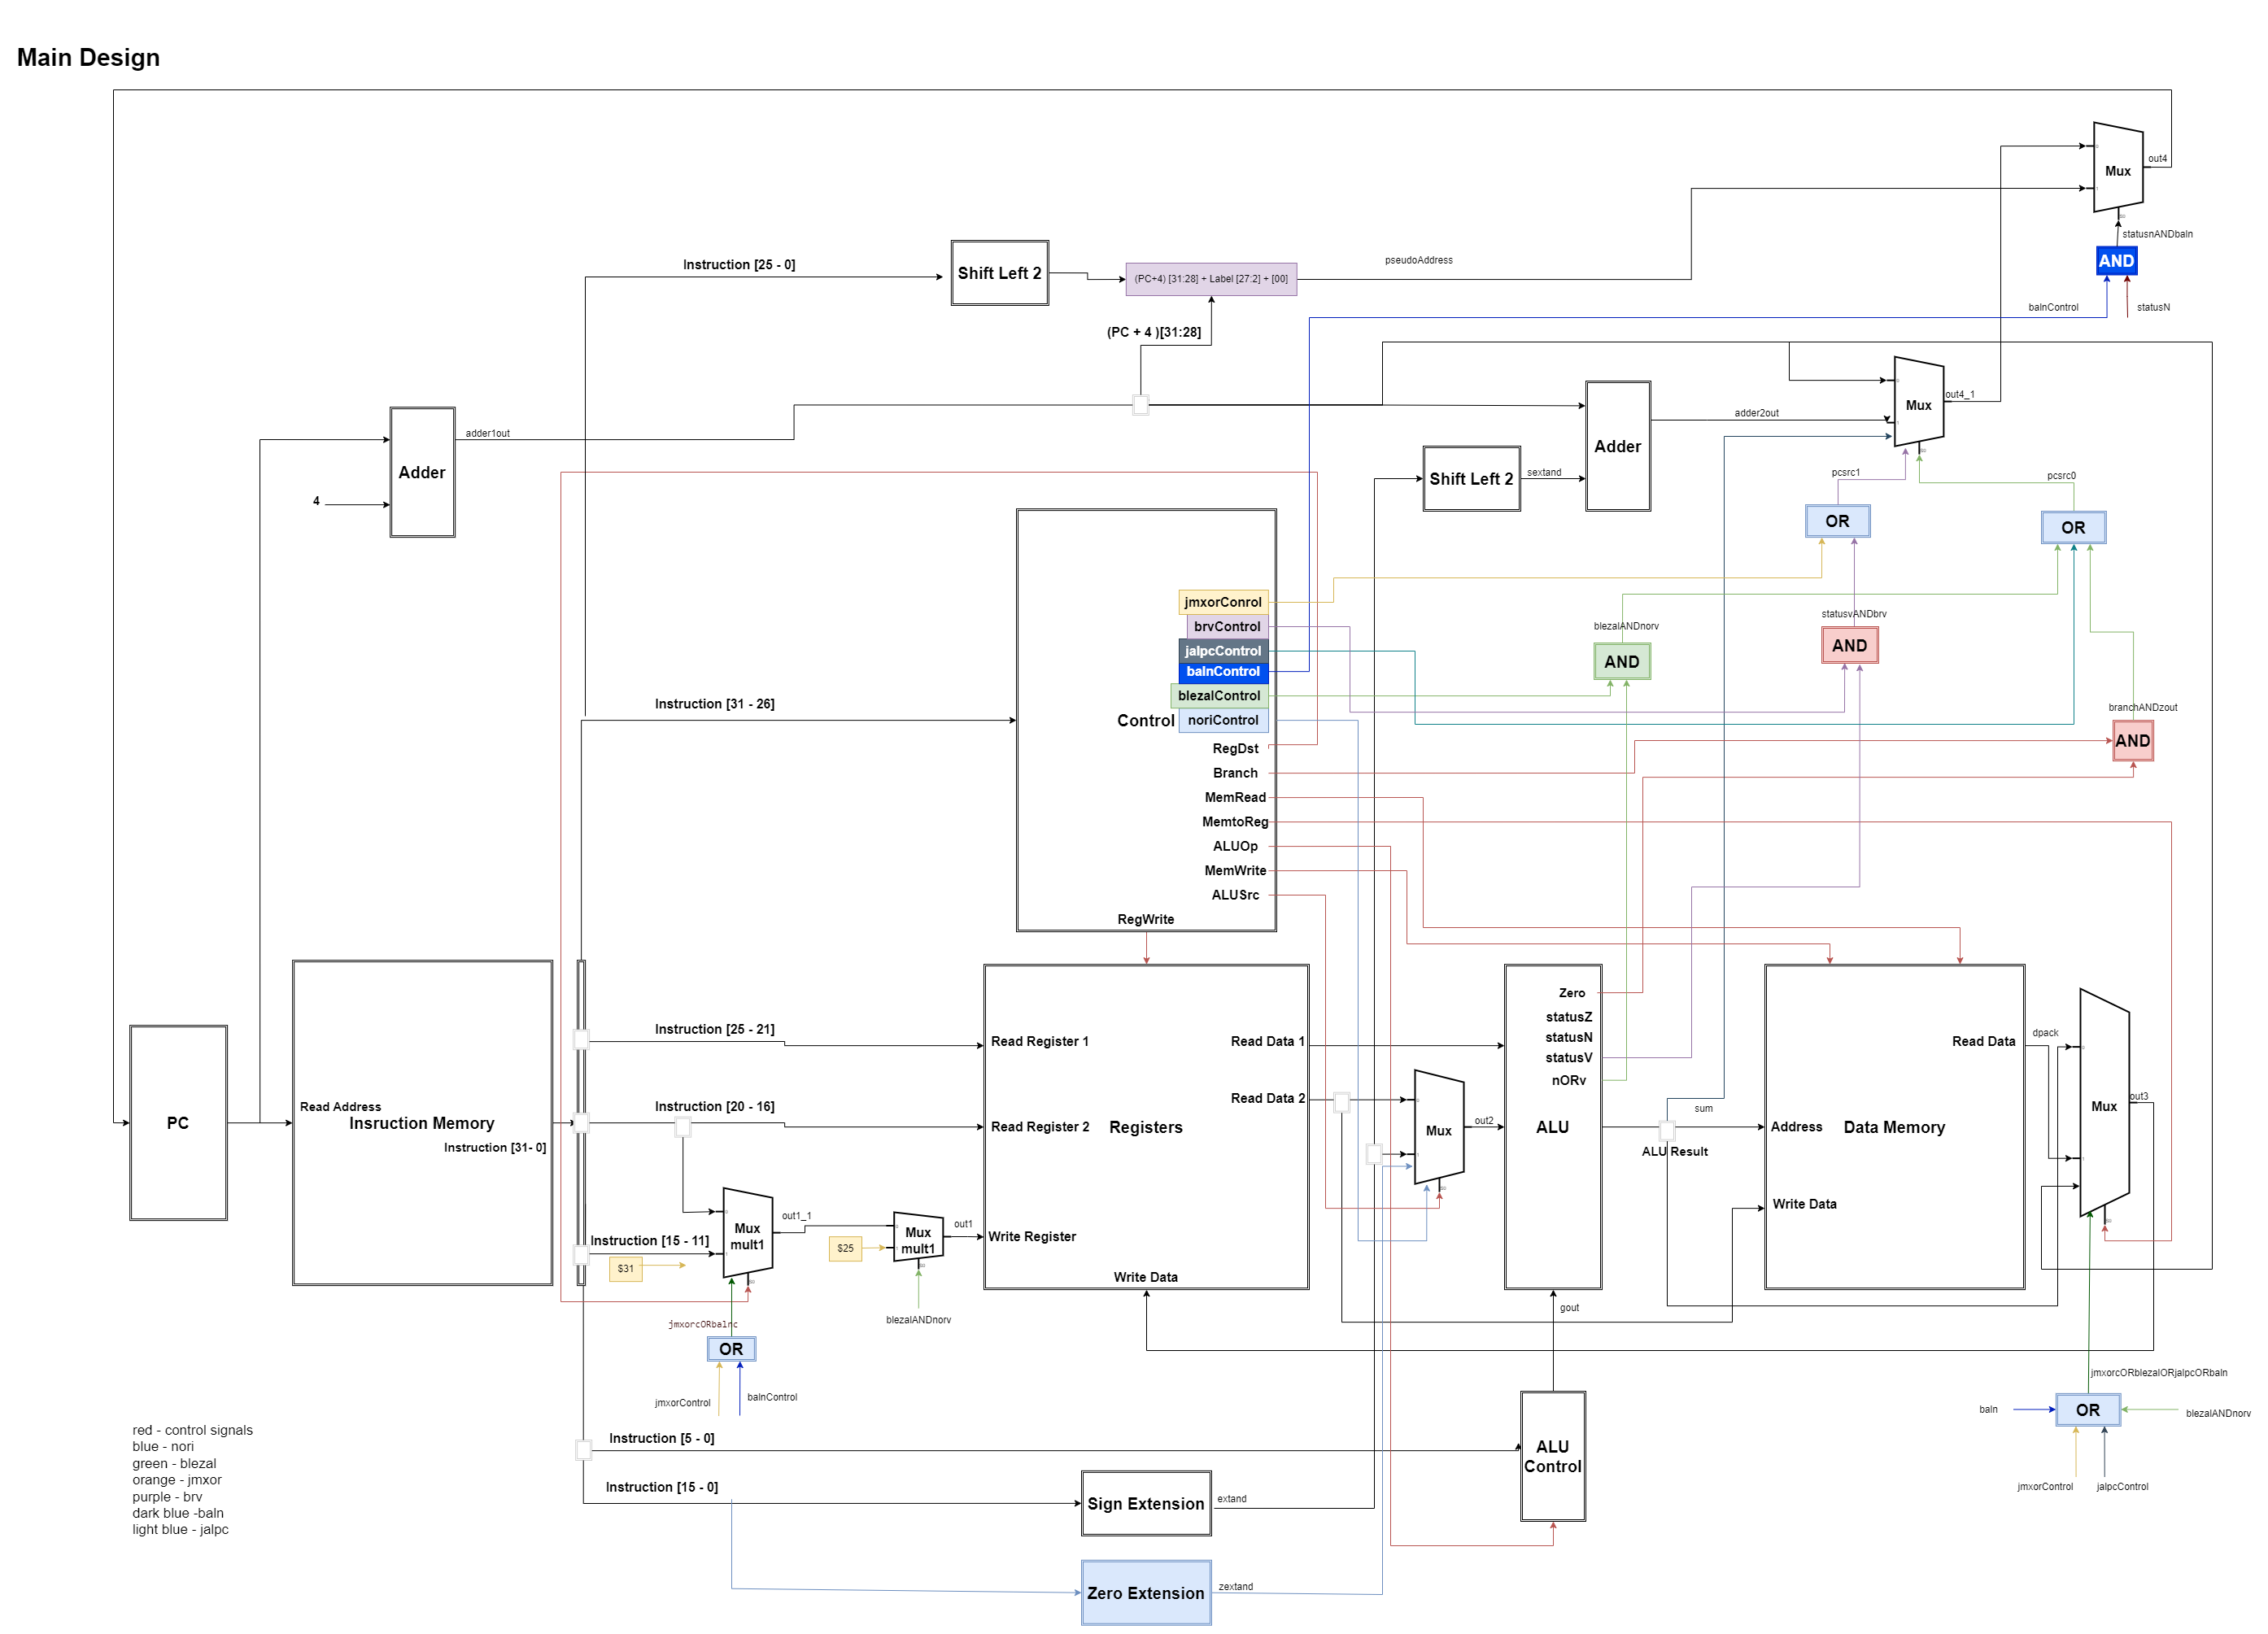 Main Design
out4
Mux
statusnANDbaln
AND
Instruction [25 - 0]
Shift Left 2
pseudoAddress
(PC+4) [31:28] + Label [27:2] + [00]
balnControl
statusN
(PC + 4 )[31:28]
Mux
out4_1
adder1out
adder2out
Adder
Adder
4
Shift Left 2
sextand
pcsrc1
pcsrc0
OR
OR
jmxorConrol
brvControl
jalpcControl
balnControl
blezalControl
noriControl
Control
RegDst
Branch
MemRead
MemtoReg
ALUOp
MemWrite
ALUSrc
RegWrite
statusvANDbrv
blezalANDnorv
AND
AND
Instruction [31 - 26]
branchANDzout
AND
PC
Read Address
Insruction Memory
Instruction [31- 0]
Instruction [25 - 21]
Instruction [20 - 16]
Instruction [15 - 11]
$31
Mux
mult1
out1_1
$25
Mux
mult1
out1
Read Register 1
Read Data 1
Read Data 2
Read Register 2
Registers
Write Register
Write Data
Mux
out2
Zero
statusZ
statusN
statusV
nORv
ALU
sum
ALU Result
Read Data
Address
Data Memory
Write Data
dpack
Mux
out3
gout
jmxorcORbalnc
OR
jmxorControl
balnControl
blezalANDnorv
jmxorcORblezalORjalpcORbaln
baln
OR
blezalANDnorv
jmxorControl
jalpcControl
Instruction [5 - 0]
ALU
Control
Instruction [15 - 0]
Sign Extension
extand
Zero Extension
zextand
red - control signals
blue - nori
green - blezal
orange - jmxor
purple - brv
dark blue -baln
light blue - jalpc